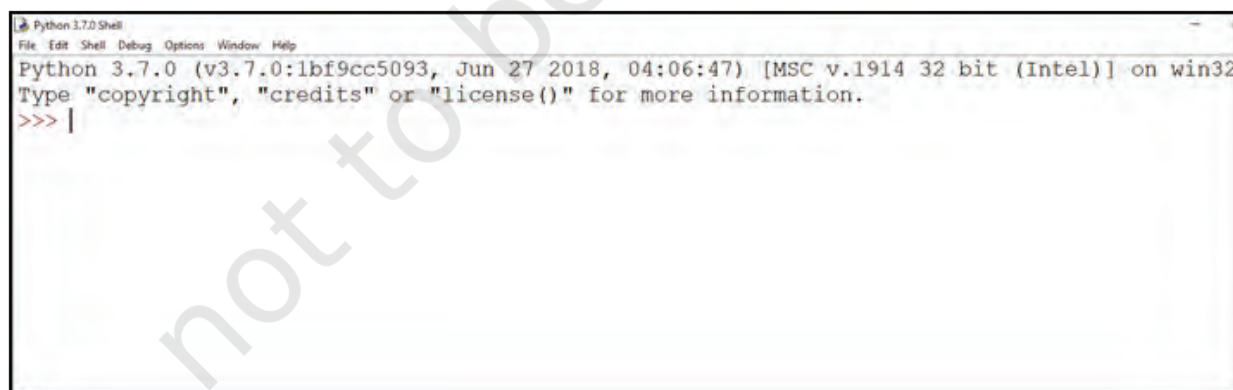 Python 3.7.0 Shell
File Edit Shell Debug Options Window Help
Python 3.7.0 (v3.7.0:1bf9cc5093, Jun 27 2018, 04:06:47) [MSC v.1914 32 bit (Intel)] on win32
Type "copyright", "credits" or "license()" for more information.
>>>
not to b